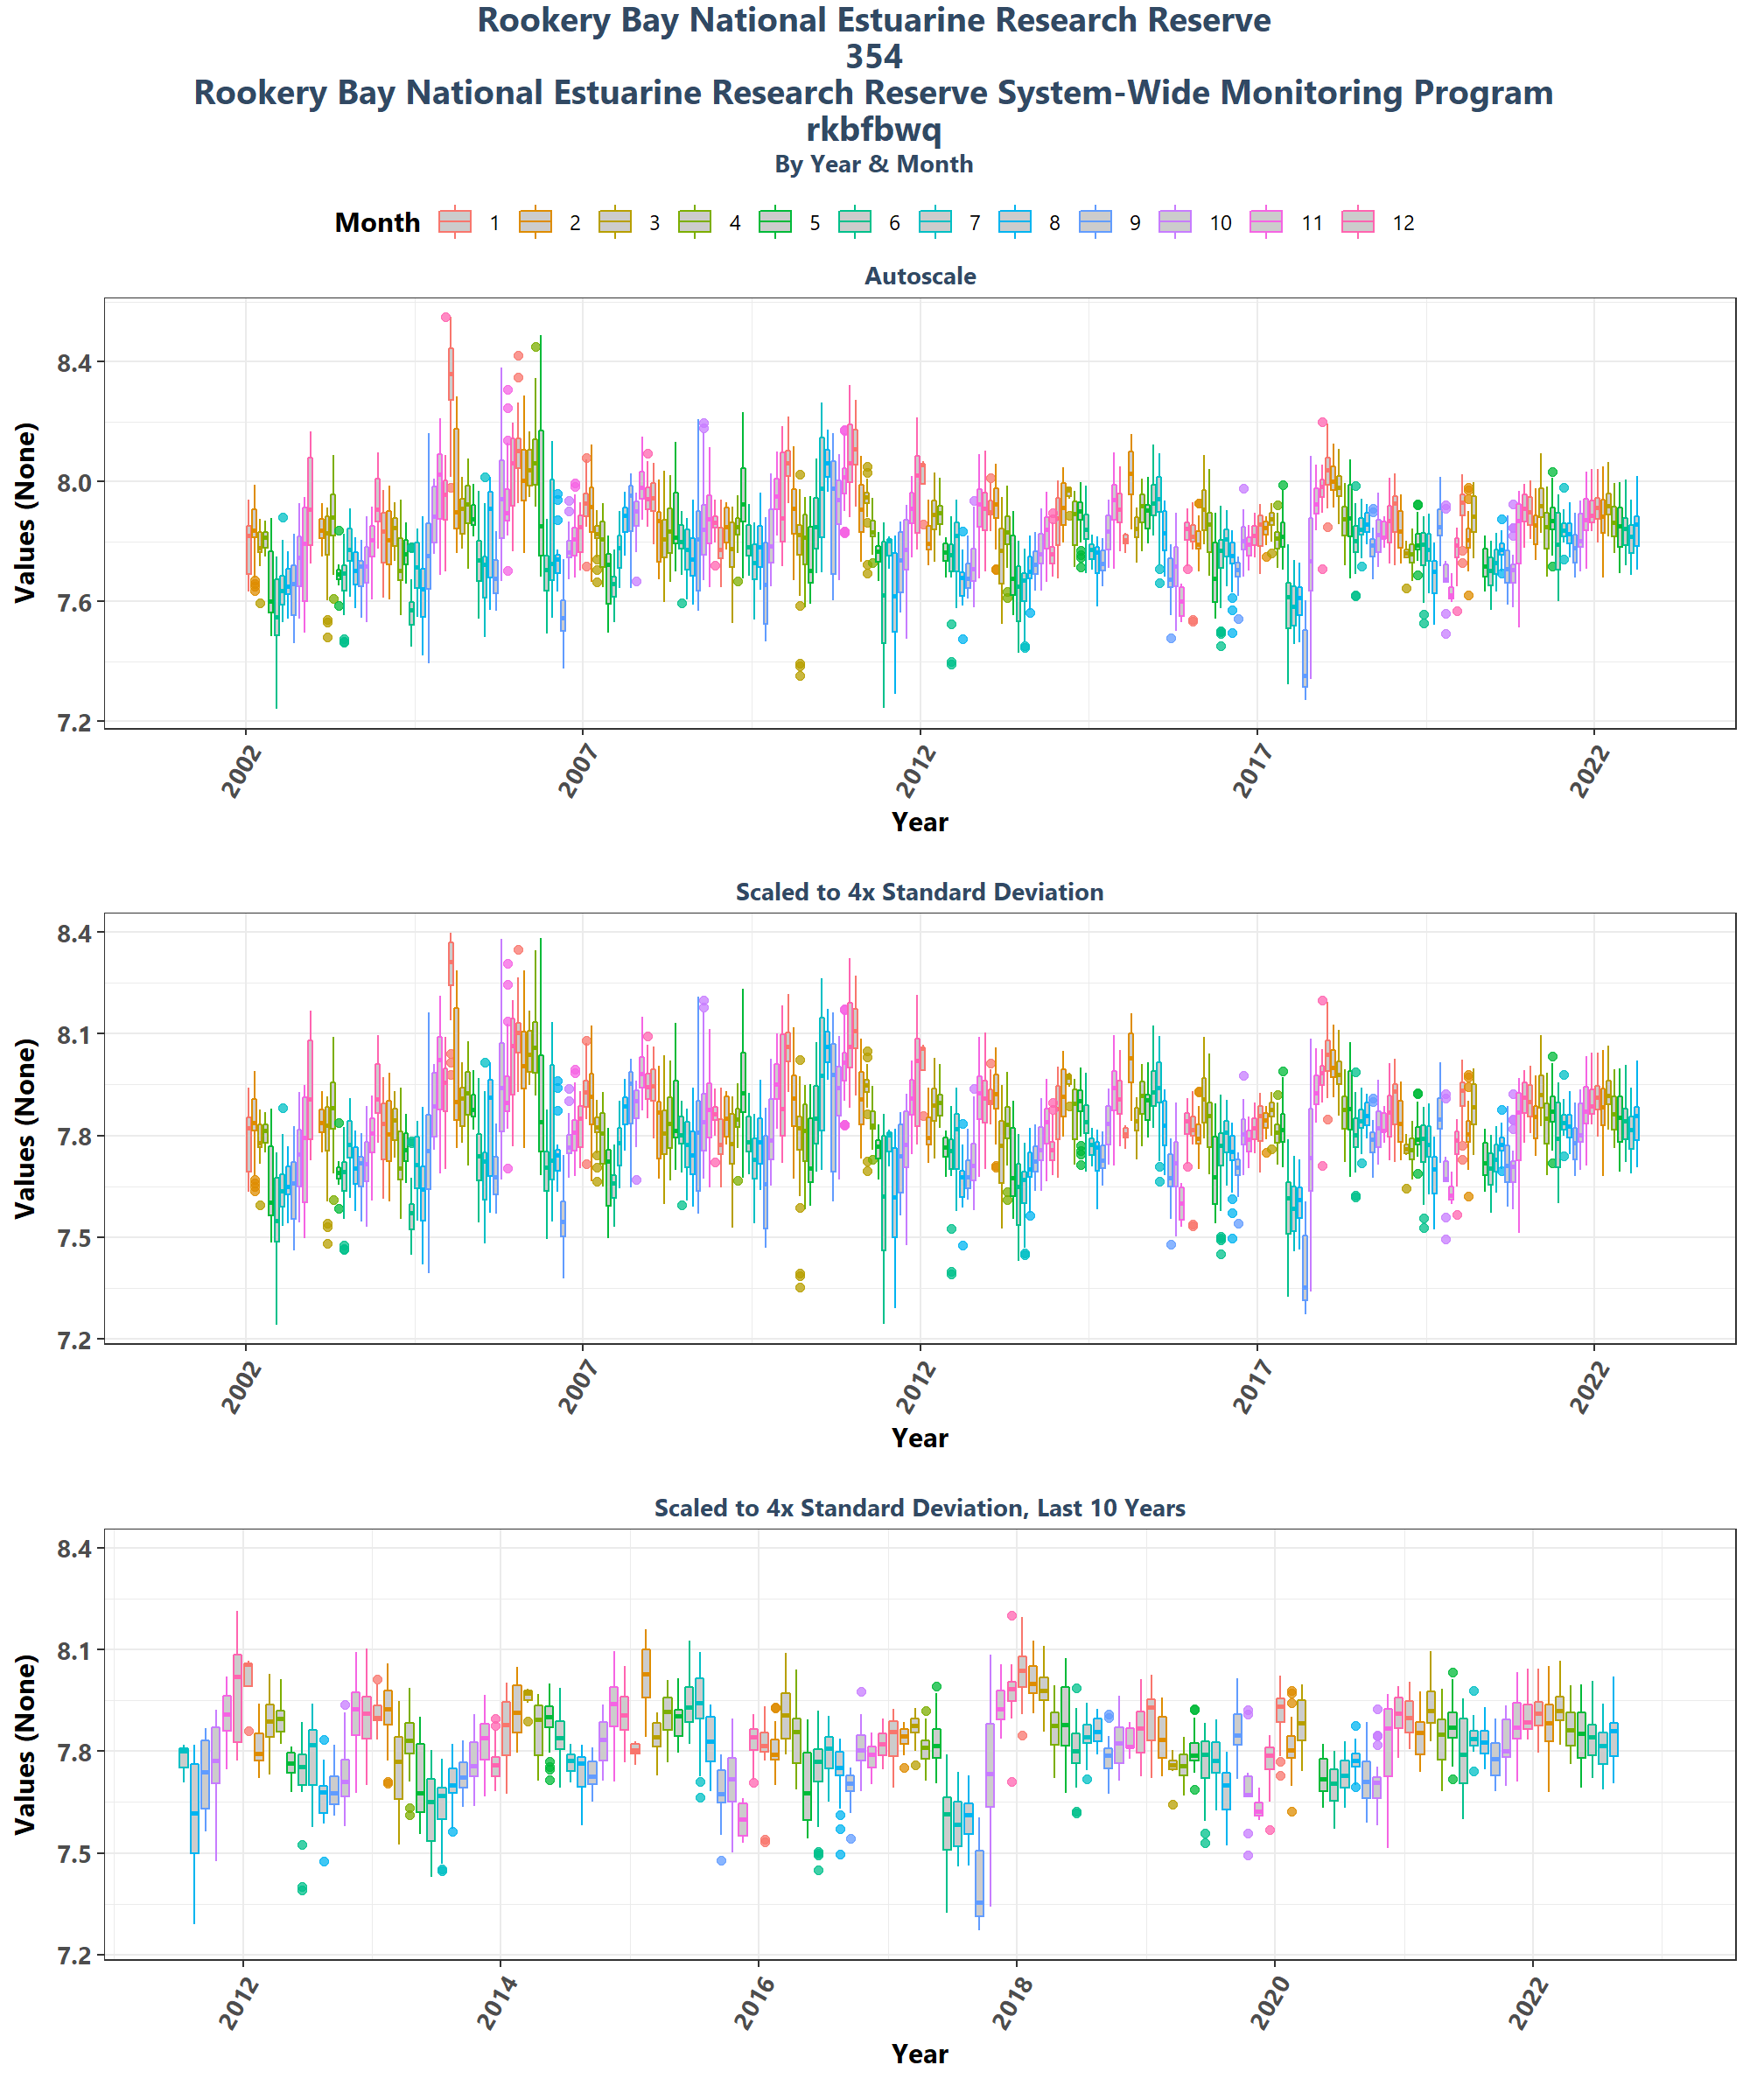 Rookery Bay National Estuarine Research Reserve
354
Rookery Bay National Estuarine Research Reserve System-Wide Monitoring Program
rkbfbwq
By Year & Month
Month 1 2 3 4 5 6 7 8 9 10 11 12
Autoscale
Values (None)
8.4
8.0
7.6
7.2
2002 2007 2012 2017 2022
Year
Scaled to 4x Standard Deviation
Values (None)
8.4
8.1
7.8
7.5
7.2
2002 2007 2012 2017 2022
Year
Scaled to 4x Standard Deviation, Last 10 Years
Values (None)
8.4
8.1
7.8
7.5
7.2
2012 2014 2016 2018 2020 2022
Year